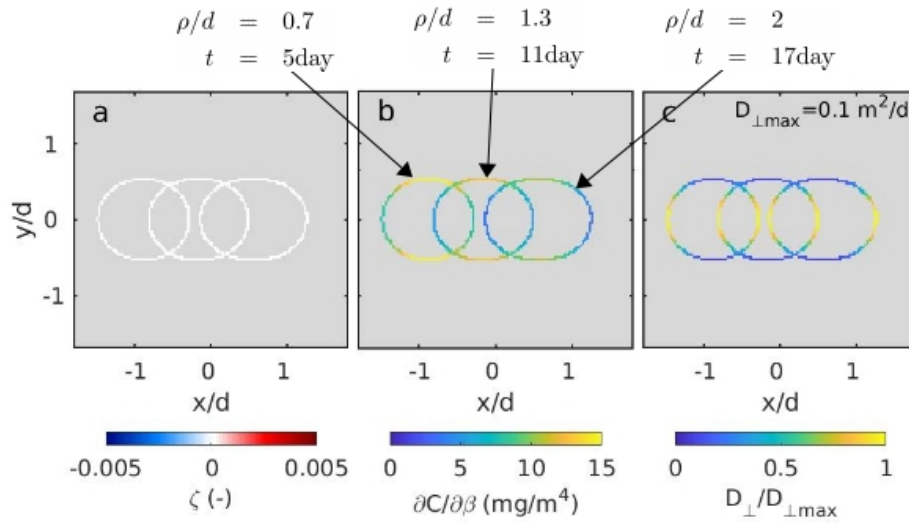 ρ/d = 0.7
t = 5day
ρ/d = 1.3
t = 11day
ρ/d = 2
t = 17day
a
b
c D⊥max=0.1 m²/d
y/d
1
0
-1
-1 0 1
-1 0 1
-1 0 1
x/d
x/d
x/d
-0.005 0 0.005
0 5 10 15
0 1
ζ (-)
∂C/∂β (mg/m⁴)
D⊥/D⊥max